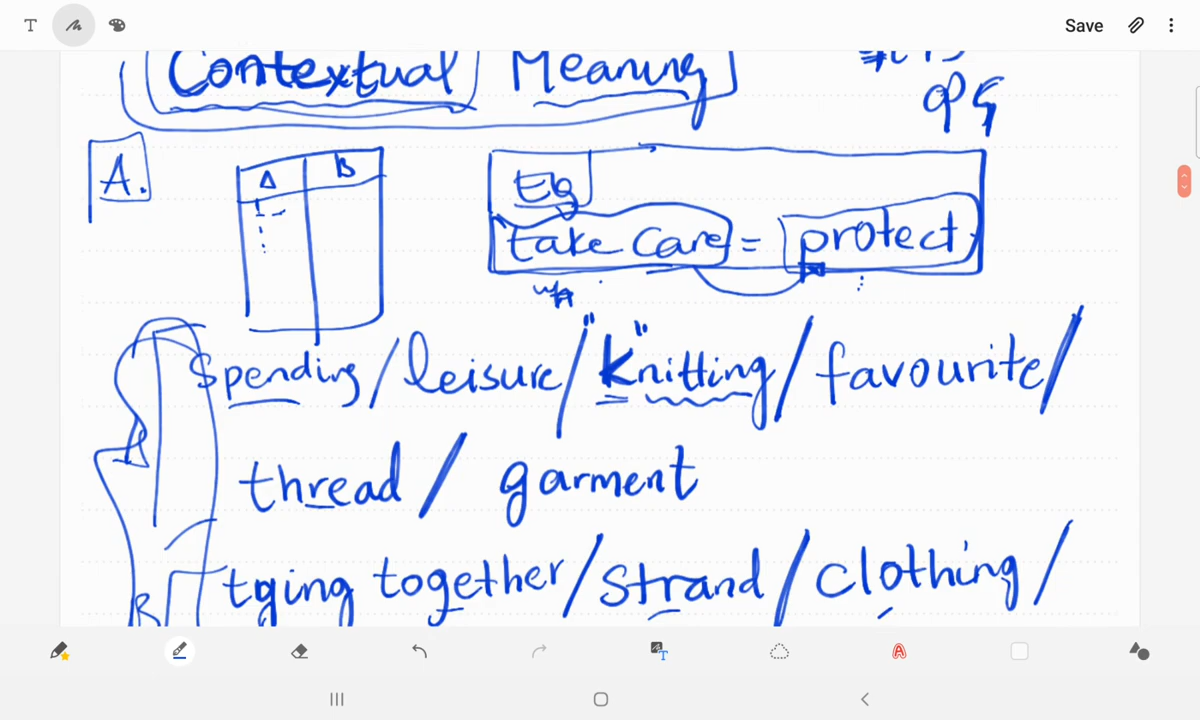 T Save
Contextual Meaning
A.
A B
Eg
take care = protect
Spending/leisure/"Knitting"/favourite/
thread/garment
tying together/strand/clothing/
B